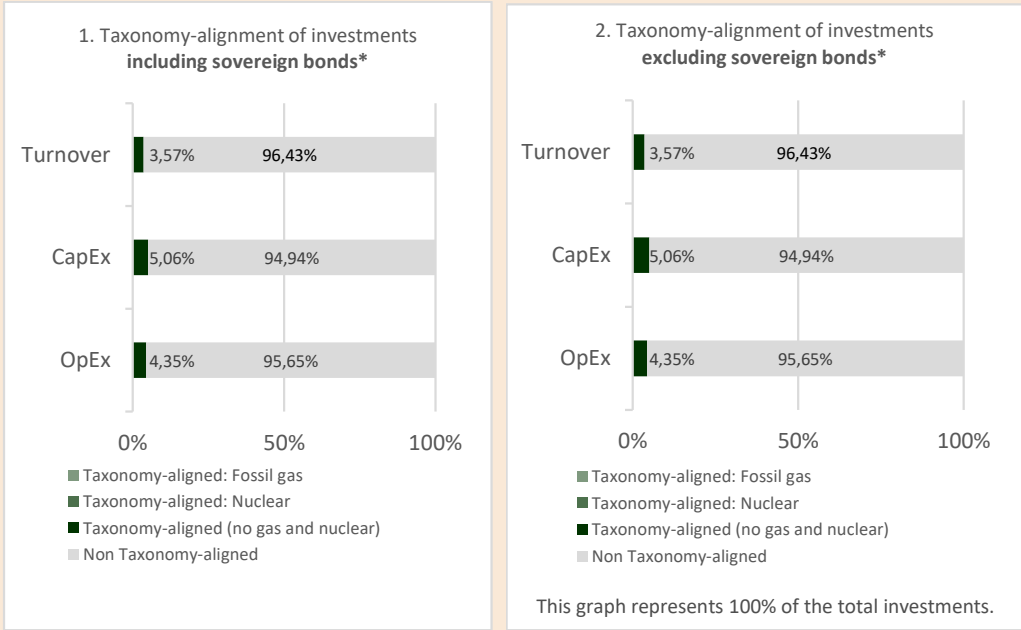 1. Taxonomy-alignment of investments
including sovereign bonds*
Turnover 3,57% 96,43%
CapEx 5,06% 94,94%
OpEx 4,35% 95,65%
0% 50% 100%
Taxonomy-aligned: Fossil gas
Taxonomy-aligned: Nuclear
Taxonomy-aligned (no gas and nuclear)
Non Taxonomy-aligned
2. Taxonomy-alignment of investments
excluding sovereign bonds*
Turnover 3,57% 96,43%
CapEx 5,06% 94,94%
OpEx 4,35% 95,65%
0% 50% 100%
Taxonomy-aligned: Fossil gas
Taxonomy-aligned: Nuclear
Taxonomy-aligned (no gas and nuclear)
Non Taxonomy-aligned
This graph represents 100% of the total investments.